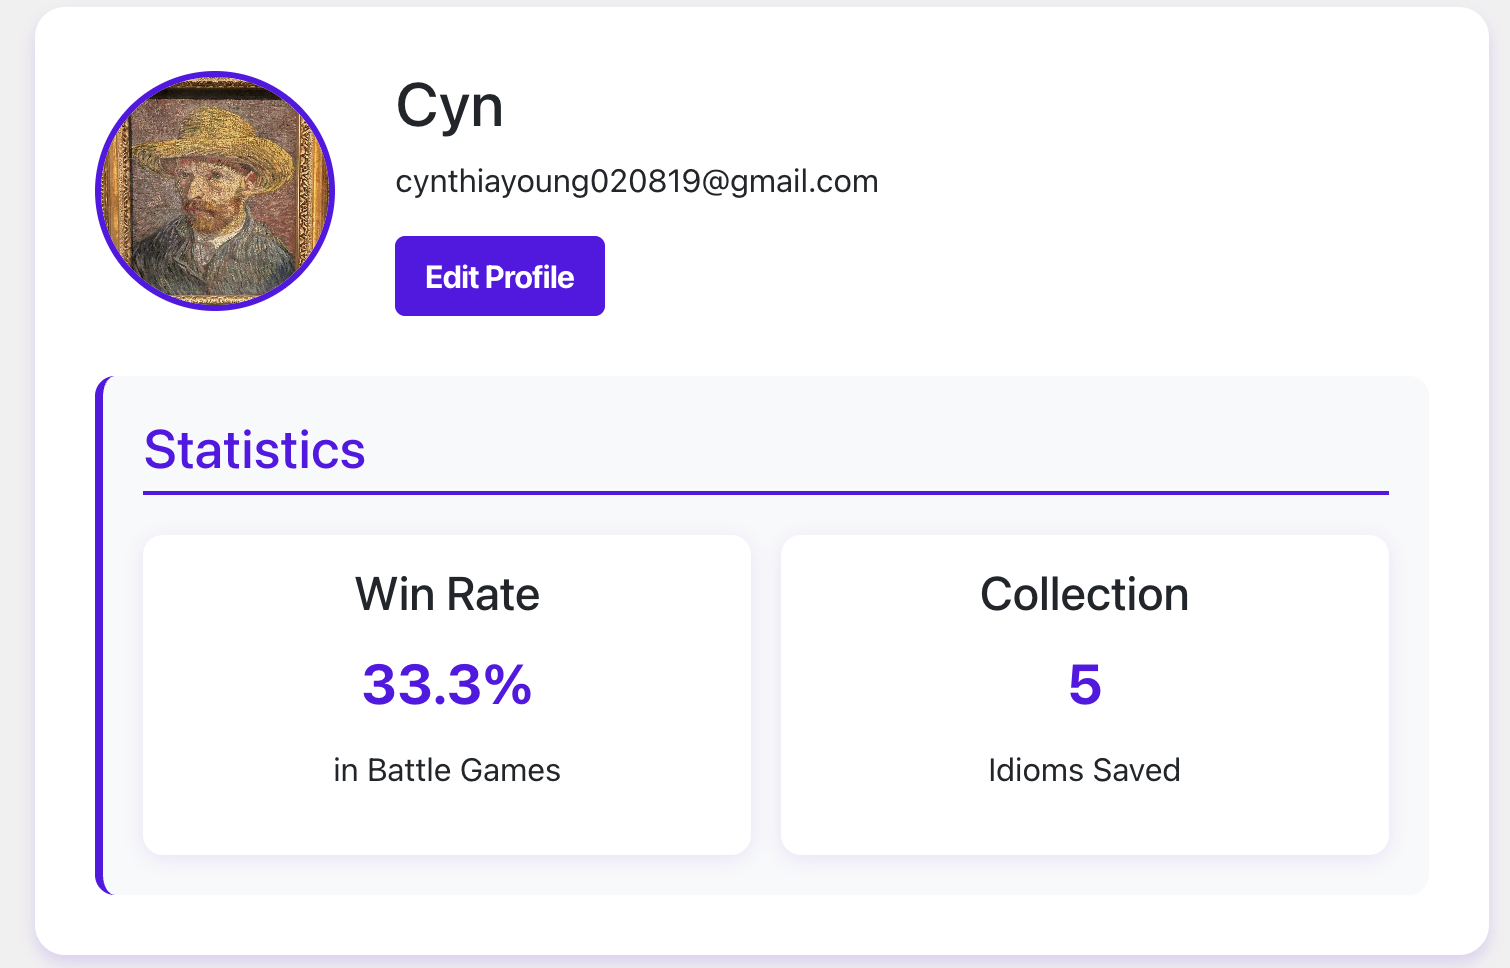 Cyn
cynthiayoung020819@gmail.com
Edit Profile
Statistics
Win Rate
33.3%
in Battle Games
Collection
5
Idioms Saved